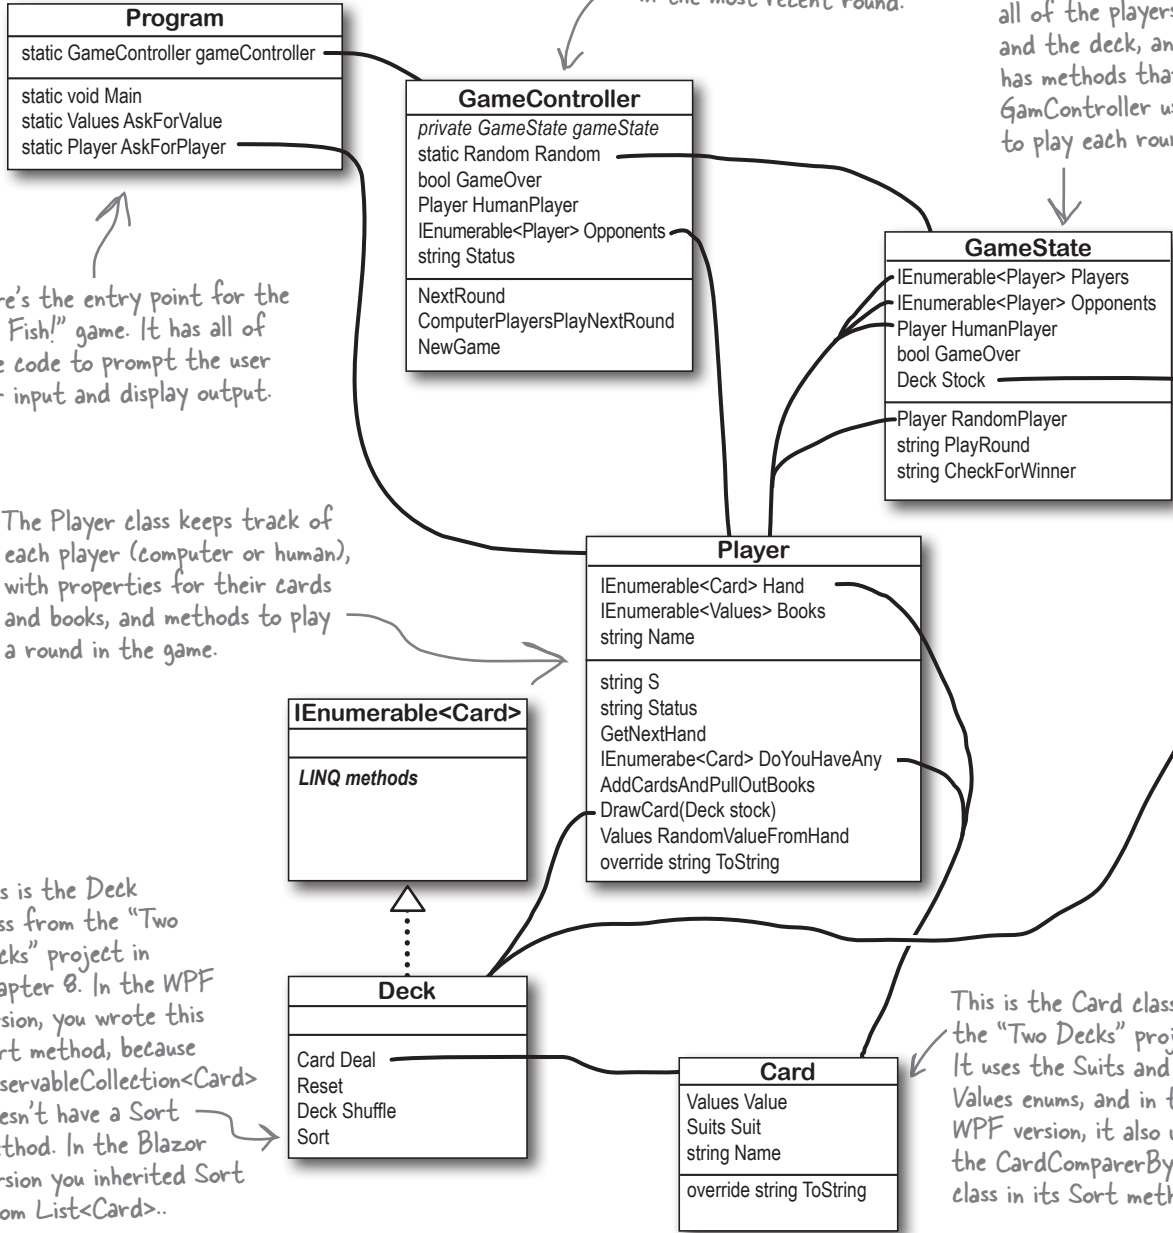 in the most recent round.
all of the players
and the deck, an
has methods tha
GamController u
to play each roun
Program
static GameController gameController
static void Main
static Values AskForValue
static Player AskForPlayer
GameController
private GameState gameState
static Random Random
bool GameOver
Player HumanPlayer
IEnumerable<Player> Opponents
string Status
NextRound
ComputerPlayersPlayNextRound
NewGame
GameState
IEnumerable<Player> Players
IEnumerable<Player> Opponents
Player HumanPlayer
bool GameOver
Deck Stock
Player RandomPlayer
string PlayRound
string CheckForWinner
re's the entry point for the
Fish!" game. It has all of
e code to prompt the user
r input and display output.
The Player class keeps track of
each player (computer or human),
with properties for their cards
and books, and methods to play
a round in the game.
Player
IEnumerable<Card> Hand
IEnumerable<Values> Books
string Name
string S
string Status
GetNextHand
IEnumerabe<Card> DoYouHaveAny
AddCardsAndPullOutBooks
DrawCard(Deck stock)
Values RandomValueFromHand
override string ToString
IEnumerable<Card>
LINQ methods
s is the Deck
ss from the "Two
cks" project in
apter 8. In the WPF
sion, you wrote this
rt method, because
servableCollection<Card>
esn't have a Sort
thod. In the Blazor
rsion you inherited Sort
om List<Card>..
Deck
Card Deal
Reset
Deck Shuffle
Sort
Card
Values Value
Suits Suit
string Name
override string ToString
This is the Card class
the "Two Decks" proj
It uses the Suits and
Values enums, and in t
WPF version, it also u
the CardComparerBy
class in its Sort meth